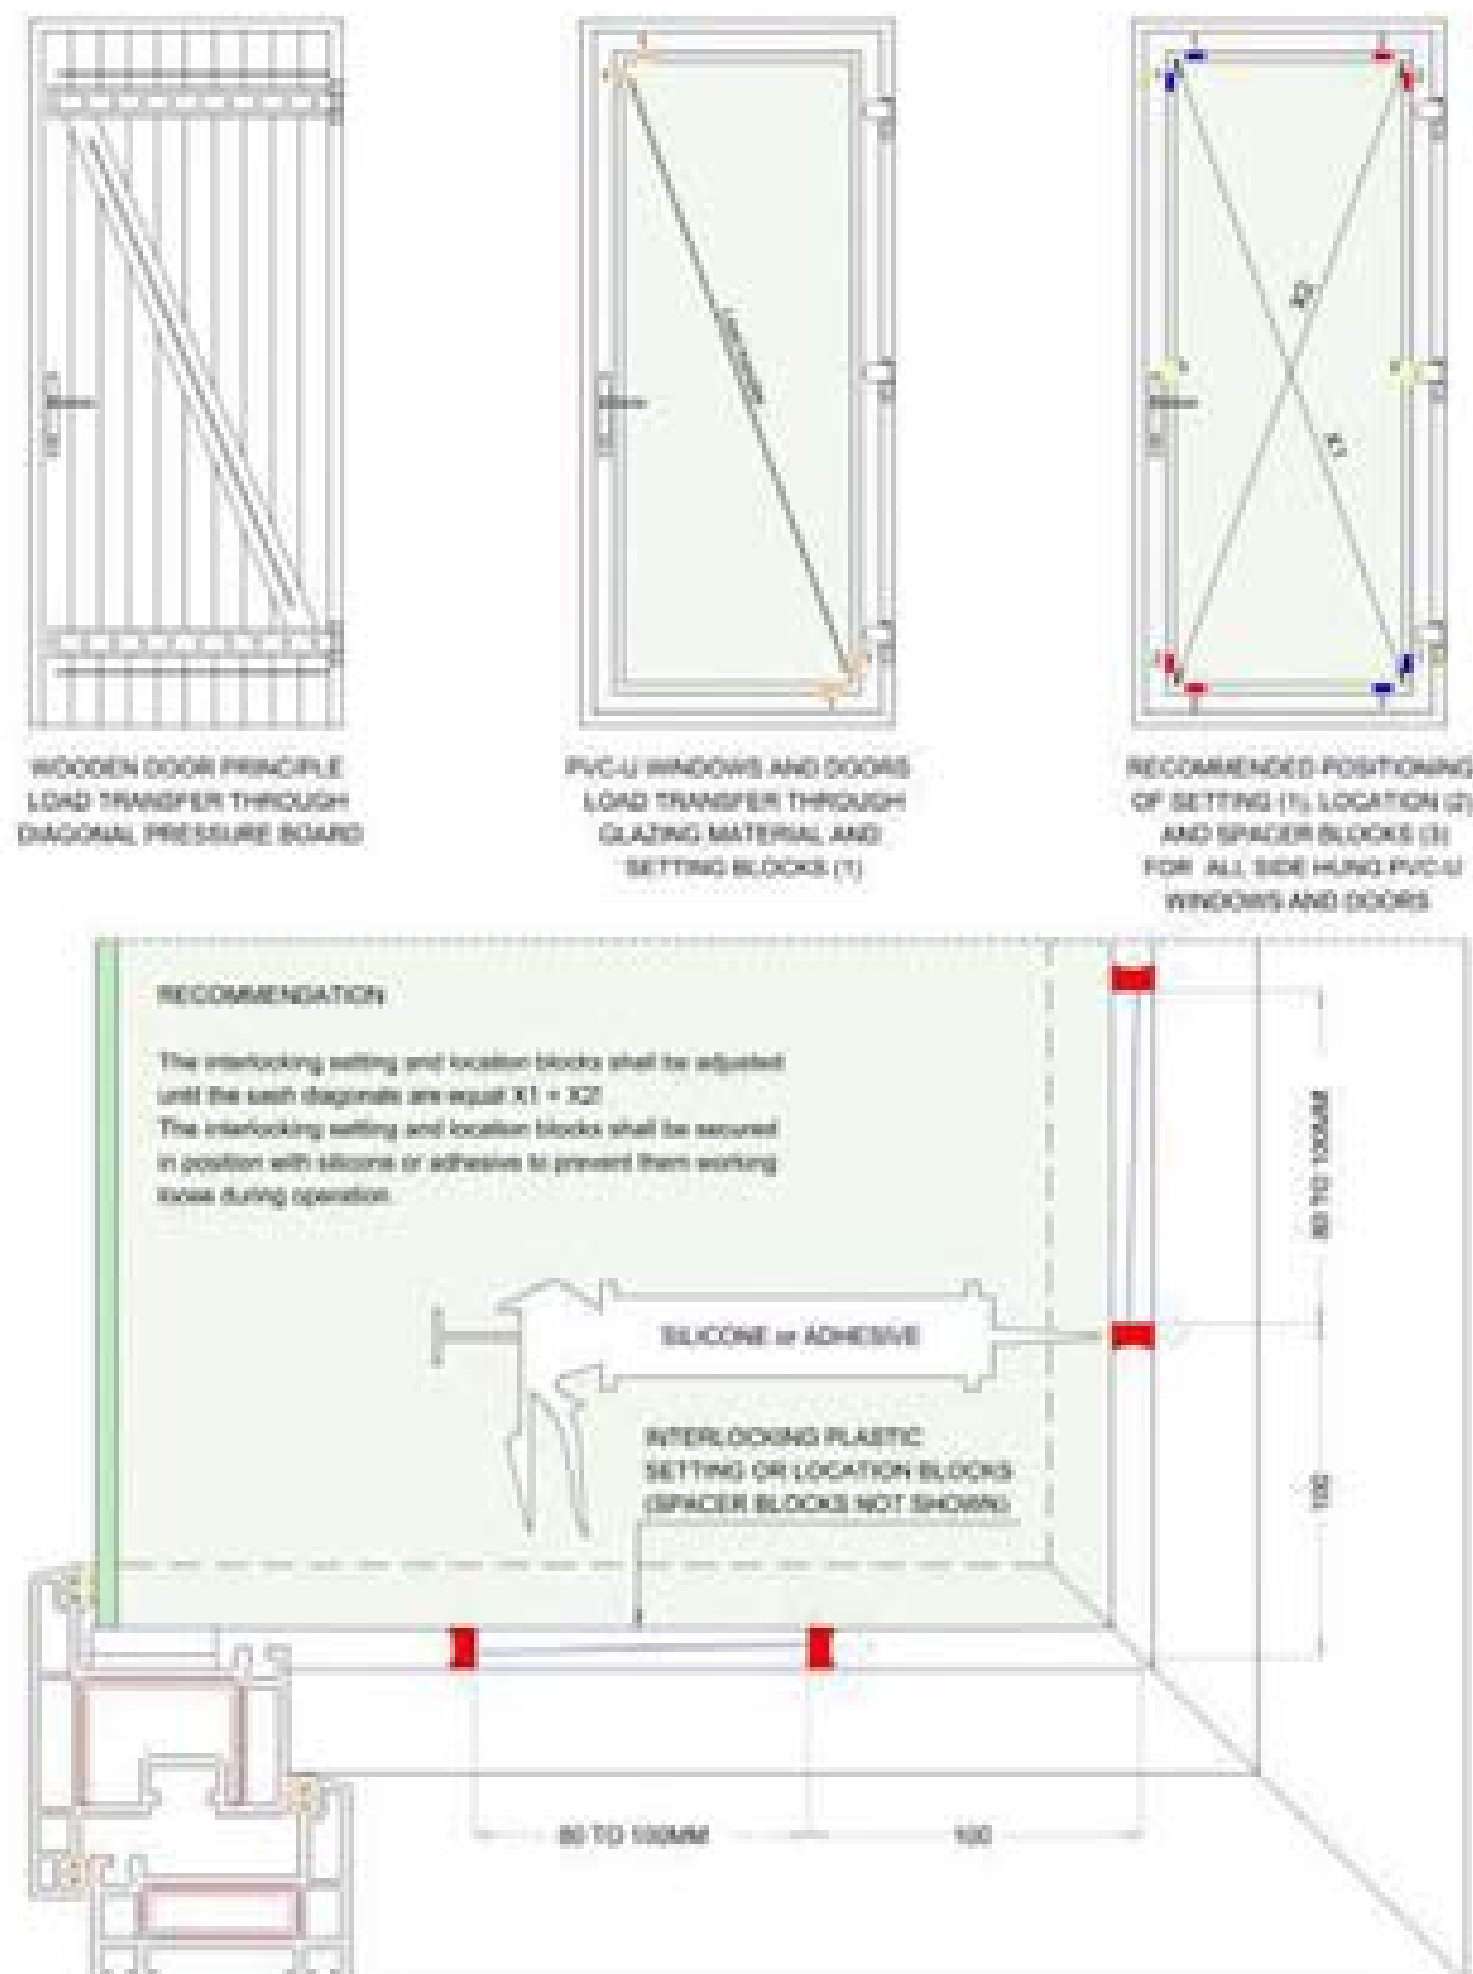 WOODEN DOOR PRINCIPLE
LOAD TRANSFER THROUGH
DIAGONAL PRESSURE BOARD
PVC-U WINDOWS AND DOORS
LOAD TRANSFER THROUGH
GLAZING MATERIAL AND
SETTING BLOCKS (1)
X2
X1
RECOMMENDED POSITIONING
OF SETTING (1), LOCATION (2)
AND SPACER BLOCKS (3)
FOR ALL SIDE HUNG PVC-U
WINDOWS AND DOORS
RECOMMENDATION
The interlocking setting and location blocks shall be adjusted
until the sash diagonals are equal X1 = X2!
The interlocking setting and location blocks shall be secured
in position with silicone or adhesive to prevent them working
loose during operation.
SILICONE or ADHESIVE
INTERLOCKING PLASTIC
SETTING OR LOCATION BLOCKS
(SPACER BLOCKS NOT SHOWN)
80 TO 100MM
100
80 TO 100MM
100